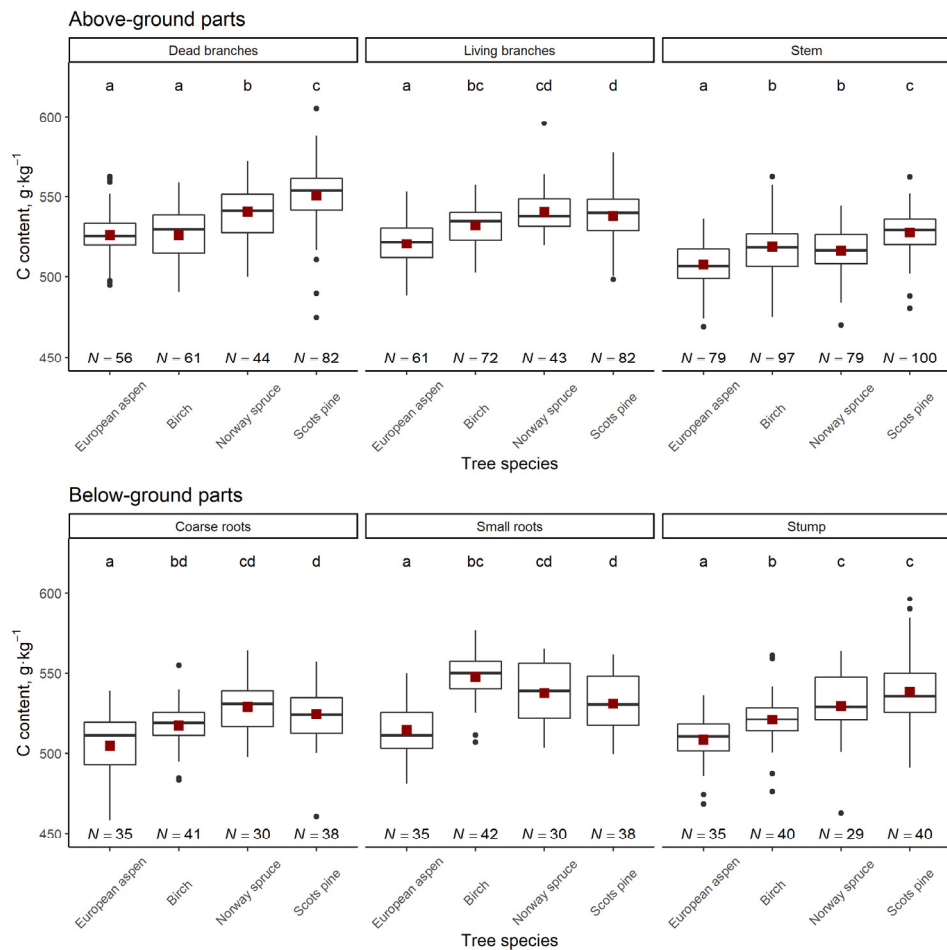 Above-ground parts
Dead branches Living branches Stem
a a b c a bc cd d a b b c
600
550
500
450
C content, g·kg⁻¹
N − 56 N − 61 N − 44 N − 82 N − 61 N − 72 N − 43 N − 82 N − 79 N − 97 N − 79 N − 100
European aspen Birch Norway spruce Scots pine European aspen Birch Norway spruce Scots pine European aspen Birch Norway spruce Scots pine
Tree species
Below-ground parts
Coarse roots Small roots Stump
a bd cd d a bc cd d a b c c
600
550
500
450
C content, g·kg⁻¹
N = 35 N = 41 N = 30 N = 38 N = 35 N = 42 N = 30 N = 38 N = 35 N = 40 N = 29 N = 40
European aspen Birch Norway spruce Scots pine European aspen Birch Norway spruce Scots pine European aspen Birch Norway spruce Scots pine
Tree species